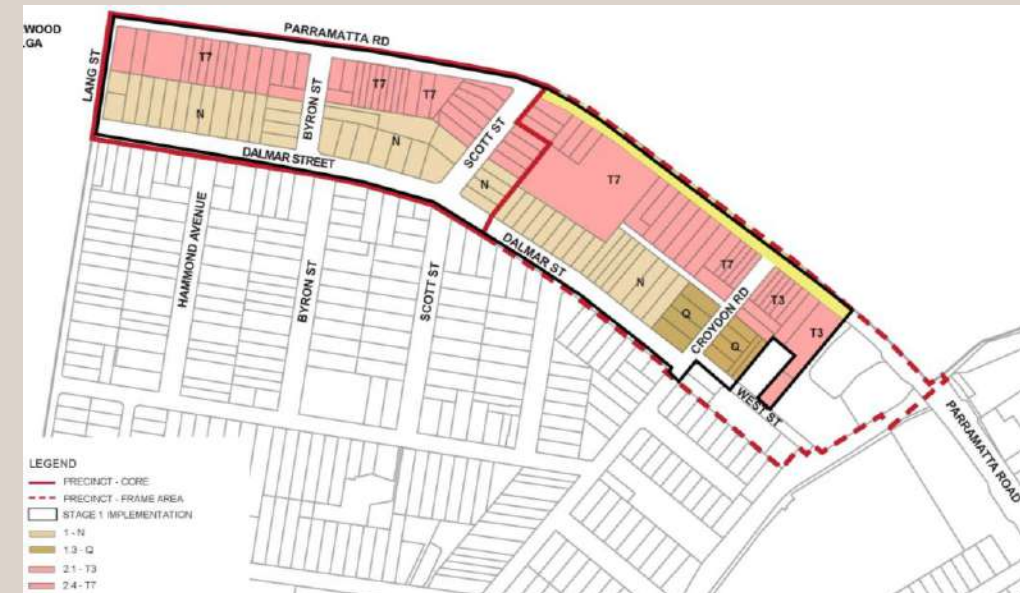 WOOD
GA
PARRAMATTA RD
LANG ST
T7
BYRON ST
T7
T7
N
N
SCOTT ST
DALMAR STREET
N
T7
DALMAR ST
N
T7
CROYDON RD
T3
T3
Q
Q
WEST ST
HAMMOND AVENUE
BYRON ST
SCOTT ST
PARRAMATTA ROAD
LEGEND
PRECINCT - CORE
PRECINCT - FRAME AREA
STAGE 1 IMPLEMENTATION
1 - N
1.3 - Q
2.1 - T3
2.4 - T7